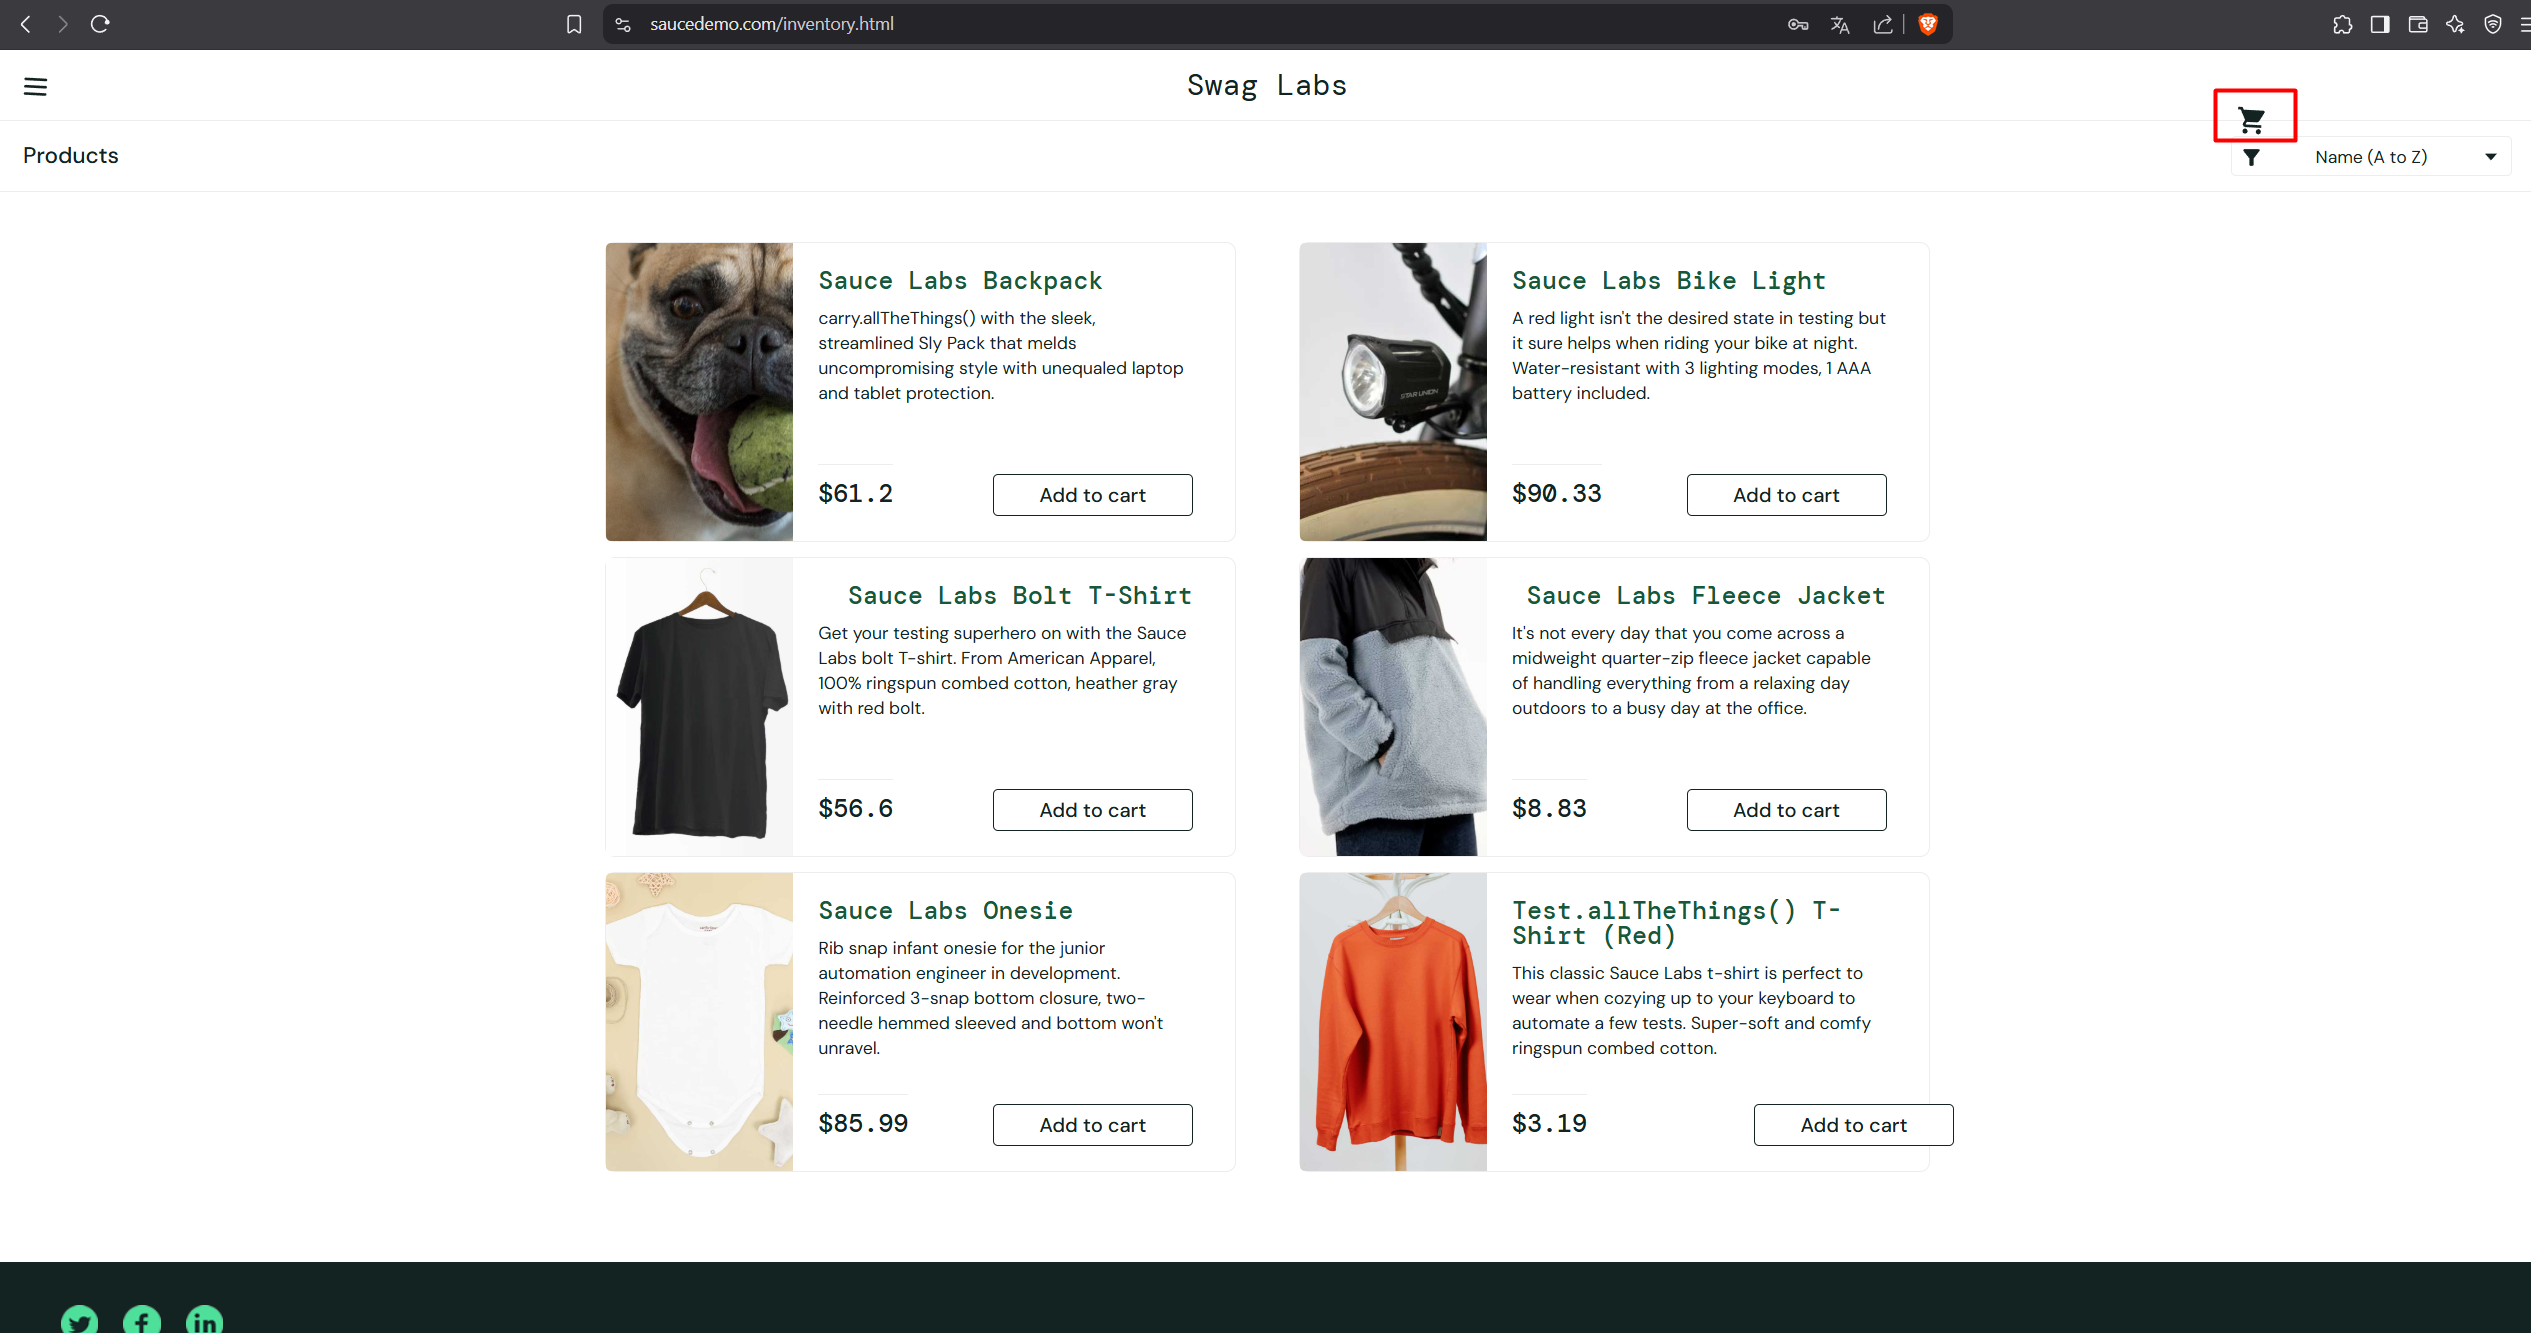 saucedemo.com/inventory.html
Swag Labs
Products
Name (A to Z)
Sauce Labs Backpack
carry.allTheThings() with the sleek,
streamlined Sly Pack that melds
uncompromising style with unequaled laptop
and tablet protection.
$61.2
Add to cart
Sauce Labs Bike Light
A red light isn't the desired state in testing but
it sure helps when riding your bike at night.
Water-resistant with 3 lighting modes, 1 AAA
battery included.
STAR UNION
$90.33
Add to cart
Sauce Labs Bolt T-Shirt
Get your testing superhero on with the Sauce
Labs bolt T-shirt. From American Apparel,
100% ringspun combed cotton, heather gray
with red bolt.
$56.6
Add to cart
Sauce Labs Fleece Jacket
It's not every day that you come across a
midweight quarter-zip fleece jacket capable
of handling everything from a relaxing day
outdoors to a busy day at the office.
$8.83
Add to cart
Sauce Labs Onesie
Rib snap infant onesie for the junior
automation engineer in development.
Reinforced 3-snap bottom closure, two-
needle hemmed sleeved and bottom won't
unravel.
$85.99
Add to cart
Test.allTheThings() T-
Shirt (Red)
This classic Sauce Labs t-shirt is perfect to
wear when cozying up to your keyboard to
automate a few tests. Super-soft and comfy
ringspun combed cotton.
$3.19
Add to cart